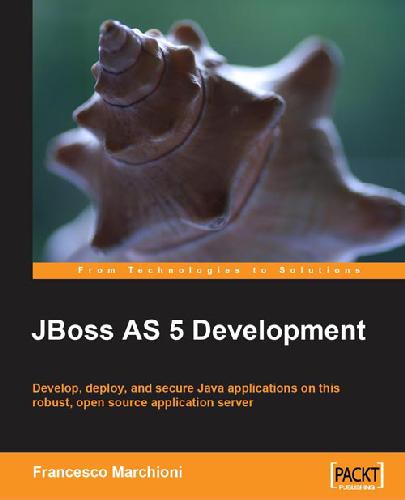 From Technologies to Solutions
JBoss AS 5 Development
Develop, deploy, and secure Java applications on this
robust, open source application server
Francesco Marchioni
PACKT
PUBLISHING